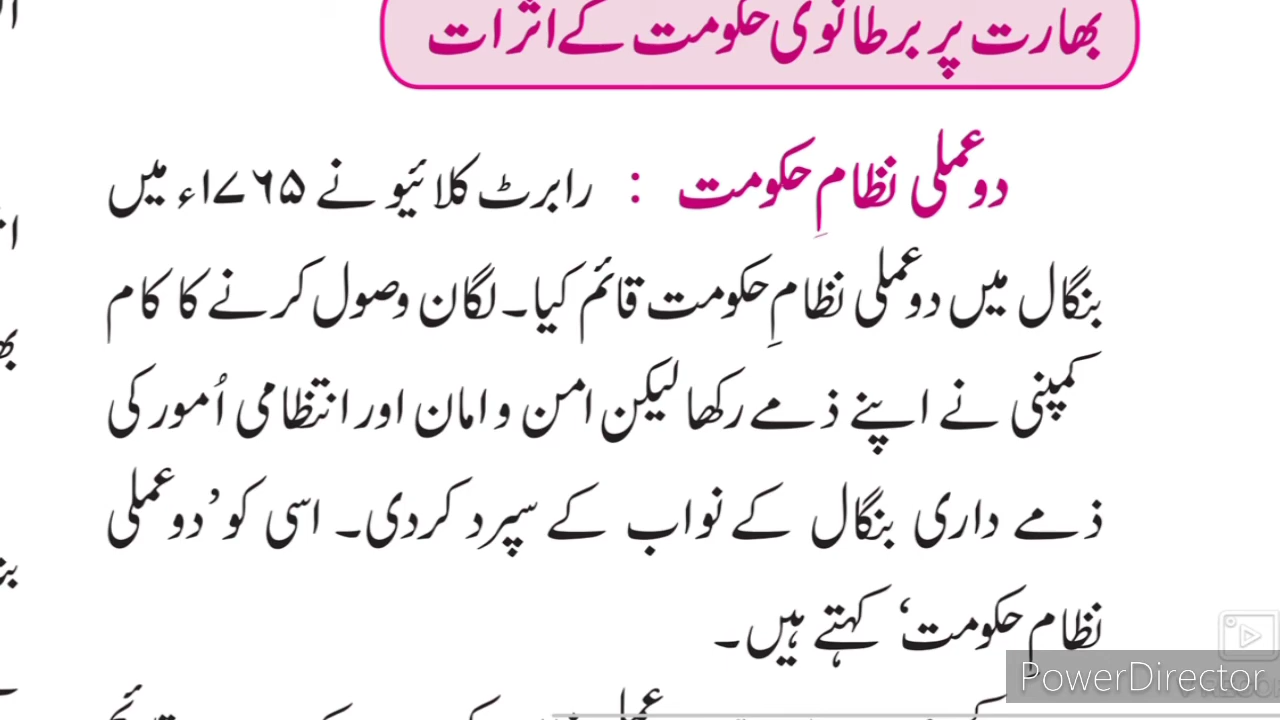 بھارت پر برطانوی حکومت کے اثرات
دو عملی نظامِ حکومت : رابرٹ کلائیو نے ۱۷۶۵ء میں
بنگال میں دو عملی نظامِ حکومت قائم کیا۔ لگان وصول کرنے کا کام
کمپنی نے اپنے ذمے رکھا لیکن امن و امان اور انتظامی اُمور کی
ذمے داری بنگال کے نواب کے سپرد کردی۔ اسی کو ’دو عملی
نظامِ حکومت‘ کہتے ہیں۔
PowerDirector